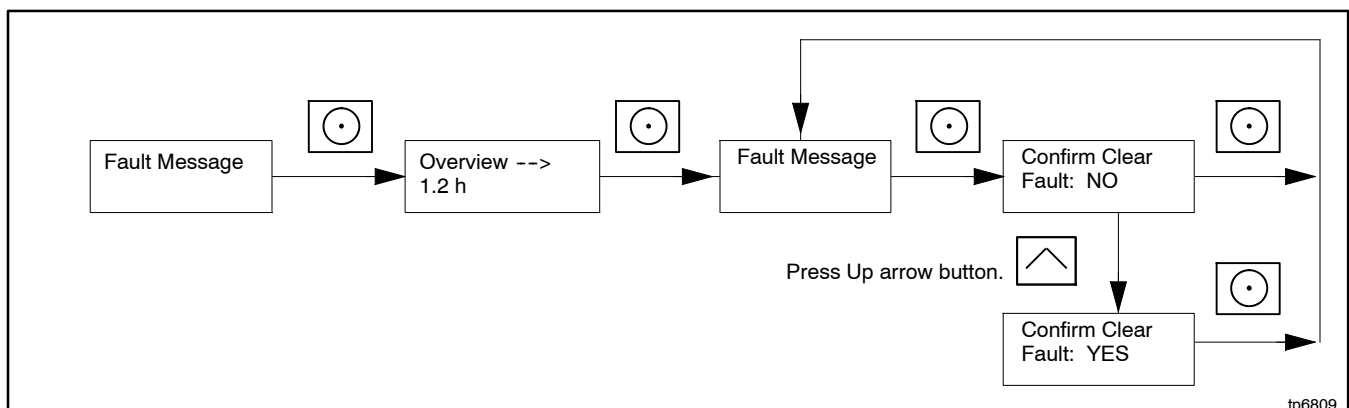 Fault Message
Overview -->
1.2 h
Fault Message
Confirm Clear
Fault: NO
Press Up arrow button.
Confirm Clear
Fault: YES
tp6809